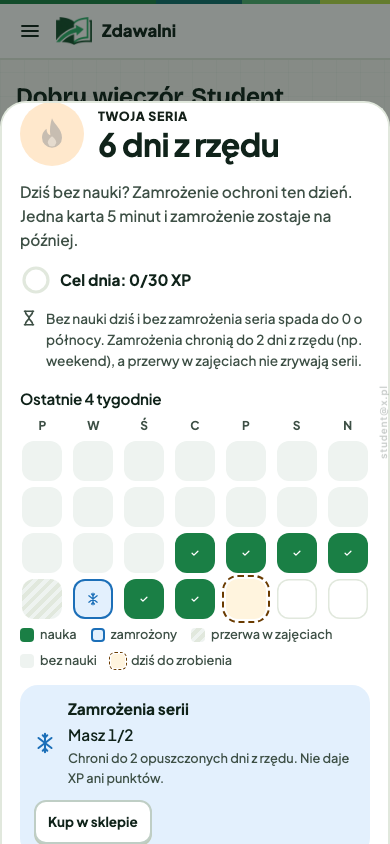 Zdawalni
Dobry wieczór, Student
TWOJA SERIA
6 dni z rzędu
Dziś bez nauki? Zamrożenie ochroni ten dzień.
Jedna karta 5 minut i zamrożenie zostaje na
później.
Cel dnia: 0/30 XP
Bez nauki dziś i bez zamrożenia seria spada do 0 o
północy. Zamrożenia chronią do 2 dni z rzędu (np.
weekend), a przerwy w zajęciach nie zrywają serii.
student@x.pl
Ostatnie 4 tygodnie
P W Ś C P S N
nauka zamrożony przerwa w zajęciach
bez nauki dziś do zrobienia
Zamrożenia serii
Masz 1/2
Chroni do 2 opuszczonych dni z rzędu. Nie daje
XP ani punktów.
Kup w sklepie